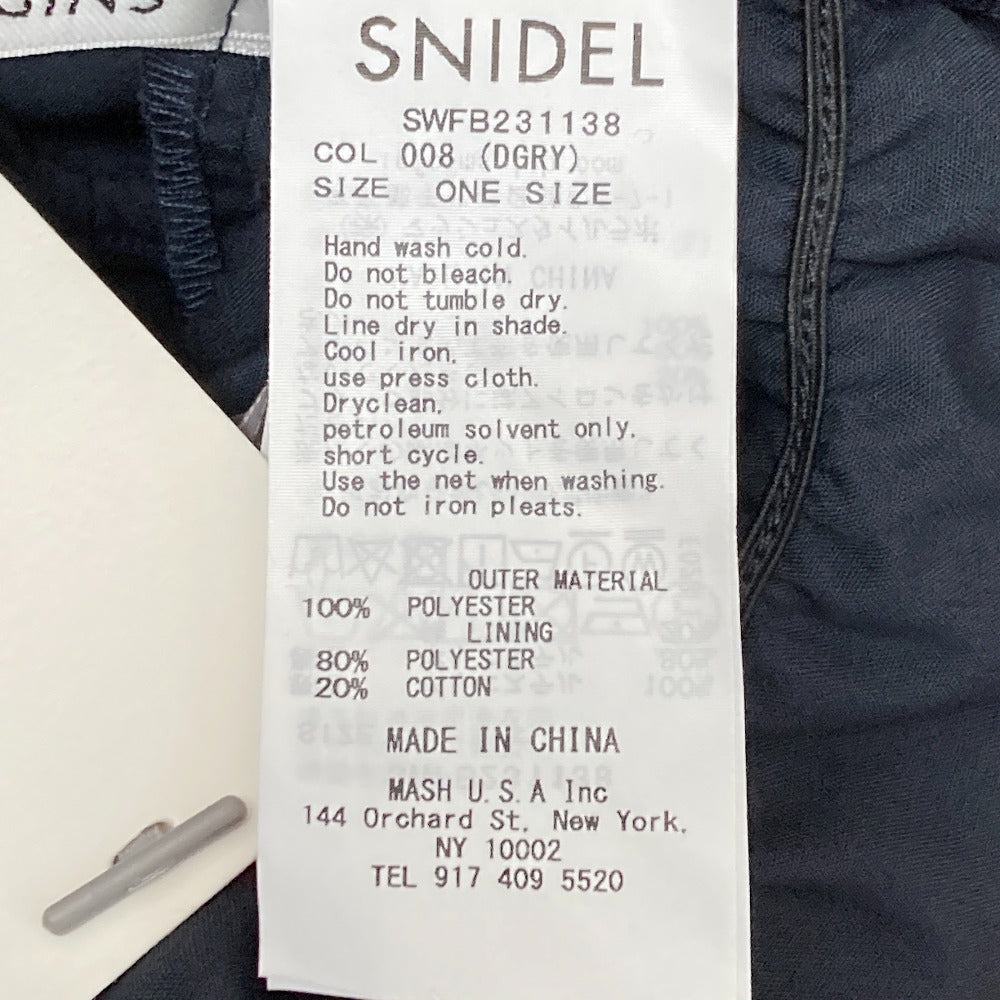 SNIDEL
SWFB231138
COL 008 (DGRY)
SIZE ONE SIZE
Hand wash cold.
Do not bleach.
Do not tumble dry.
Line dry in shade.
Cool iron,
use press cloth.
Dryclean,
petroleum solvent only,
short cycle.
Use the net when washing.
Do not iron pleats.
OUTER MATERIAL
100% POLYESTER
LINING
80% POLYESTER
20% COTTON
MADE IN CHINA
MASH U.S.A Inc
144 Orchard St, New York,
NY 10002
TEL 917 409 5520